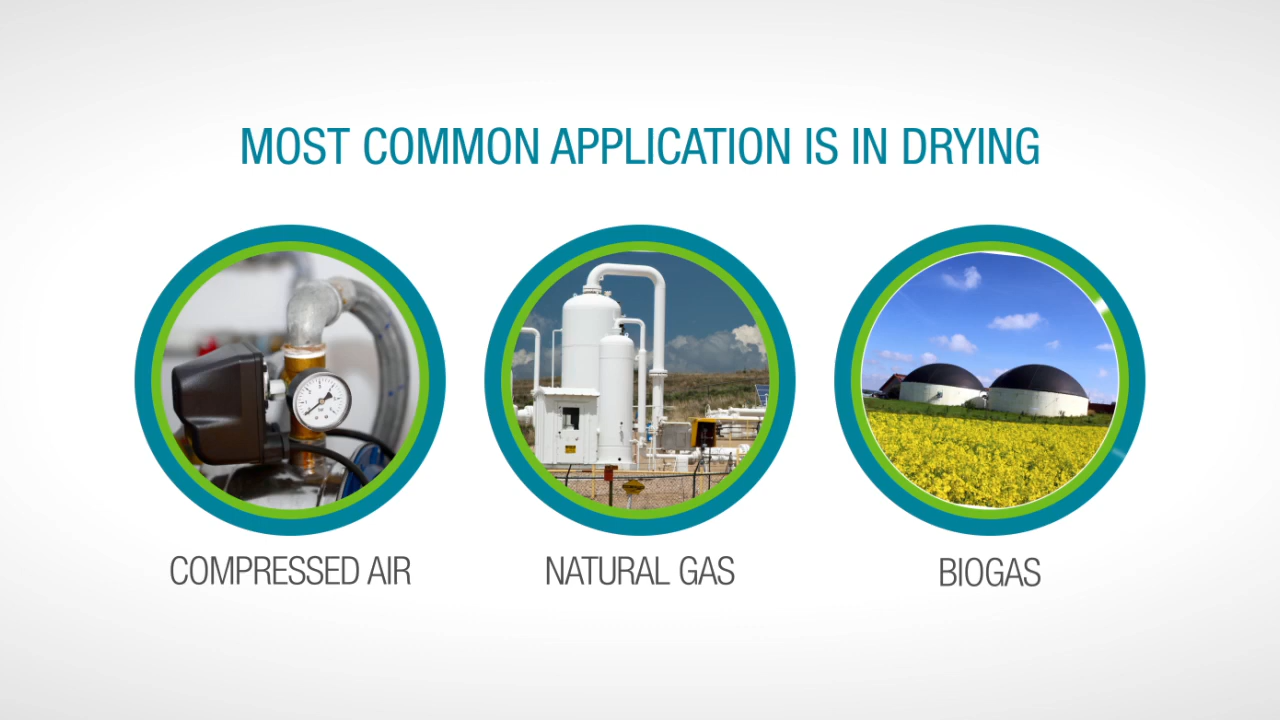 MOST COMMON APPLICATION IS IN DRYING
COMPRESSED AIR
NATURAL GAS
BIOGAS